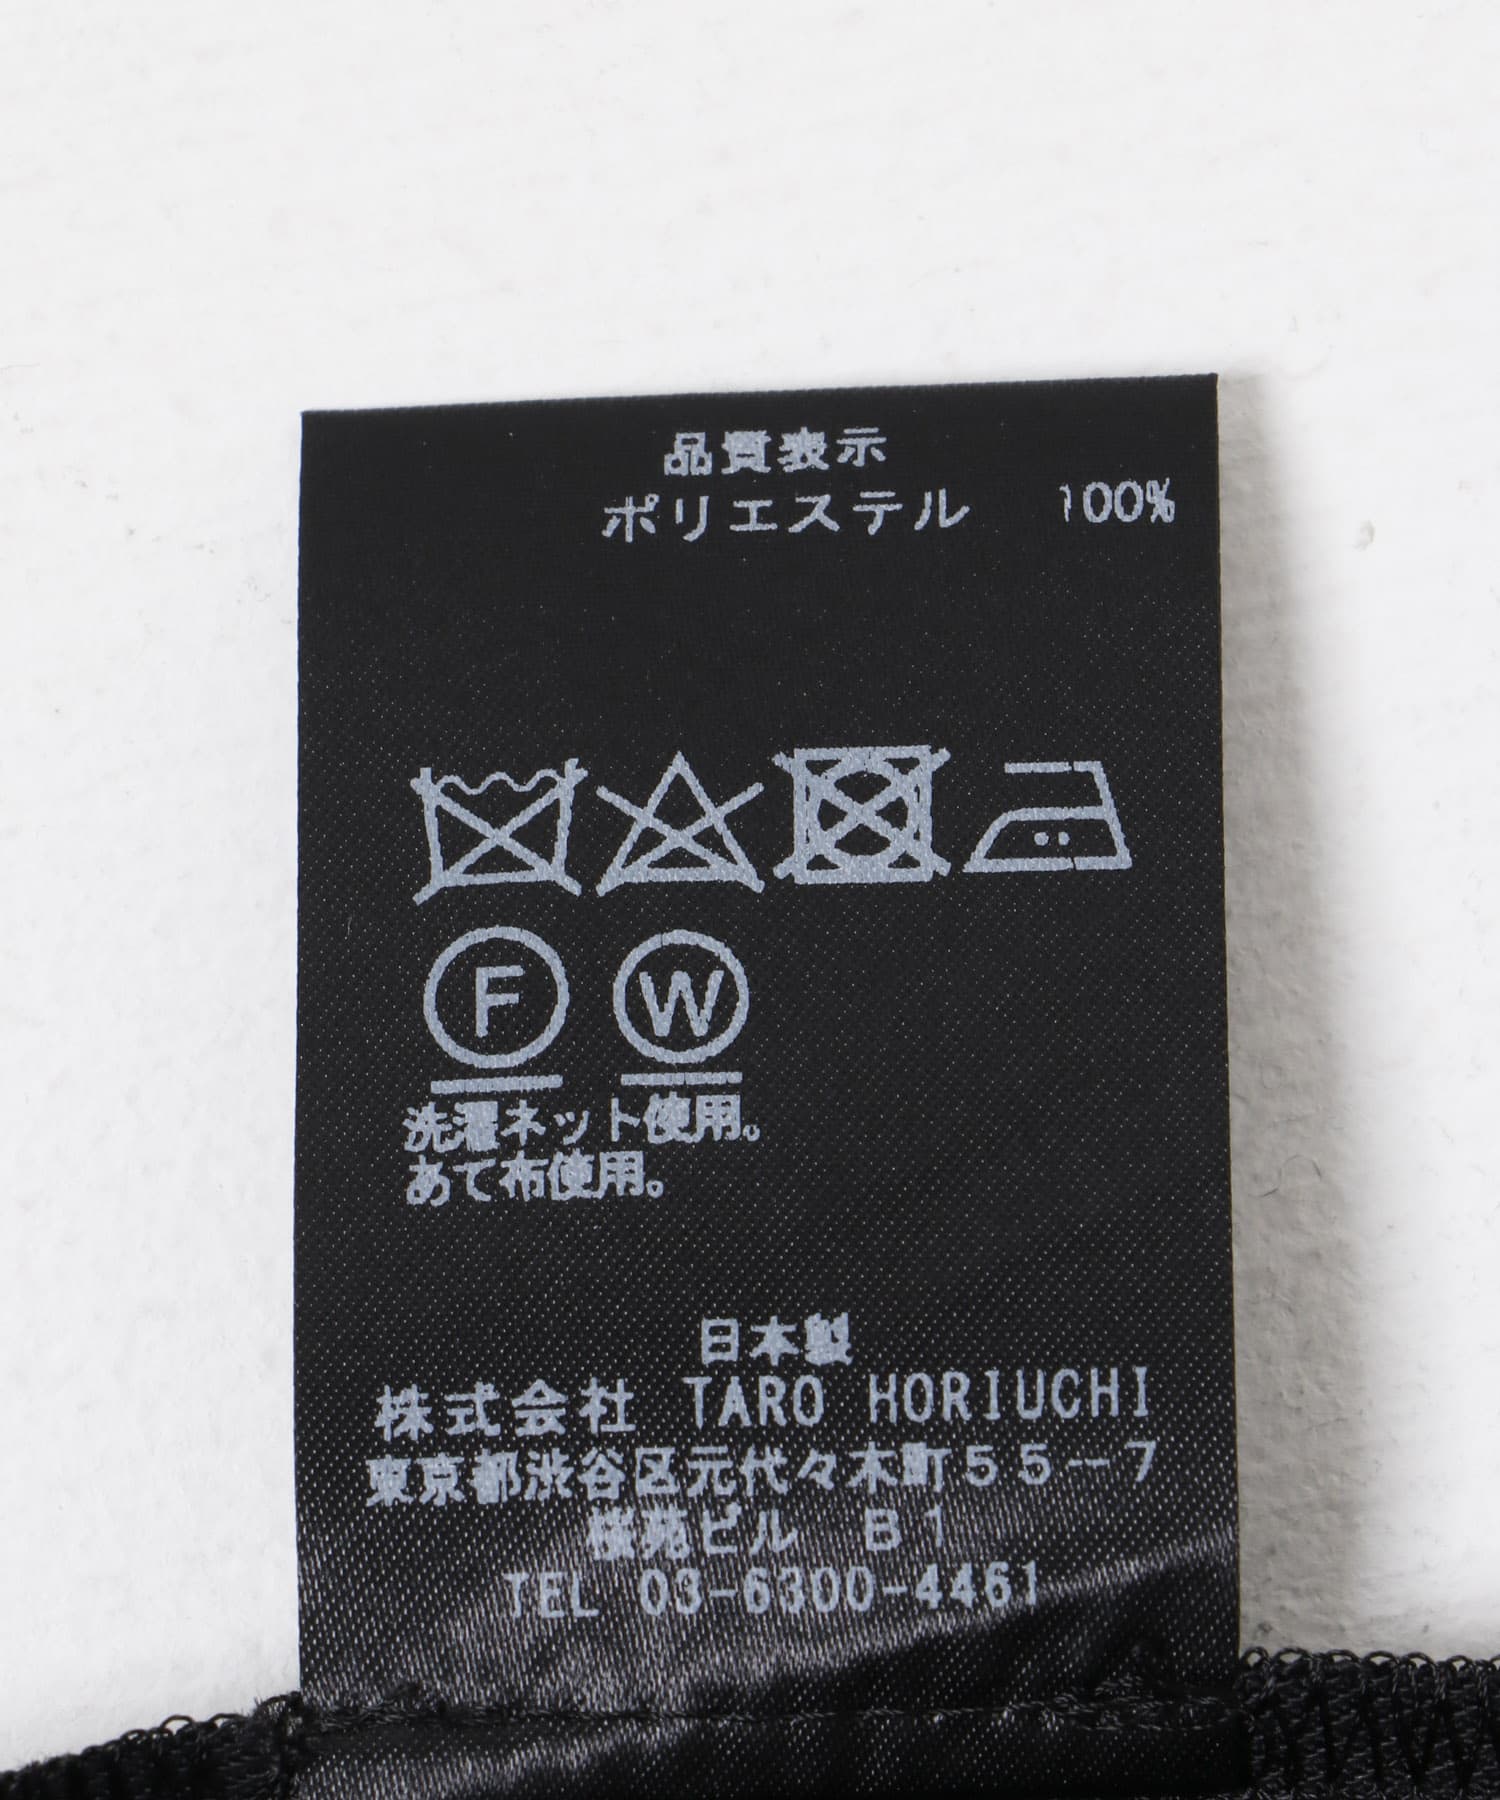 品質表示
ポリエステル 100%
F W
洗濯ネット使用。
あて布使用。
日本製
株式会社 TARO HORIUCHI
東京都渋谷区元代々木町55-7
桜苑ビル B1
TEL 03-6300-4461